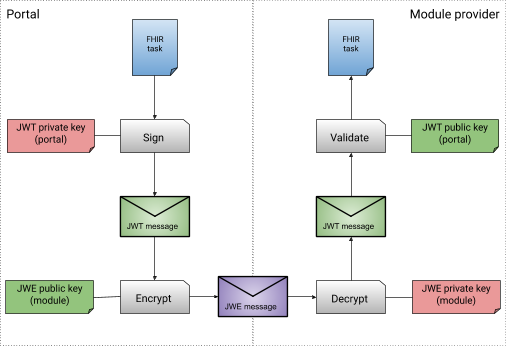 Portal
Module provider
FHIR
task
FHIR
task
JWT private key
(portal)
Sign
Validate
JWT public key
(portal)
JWT message
JWT message
JWE public key
(module)
Encrypt
JWE message
Decrypt
JWE private key
(module)